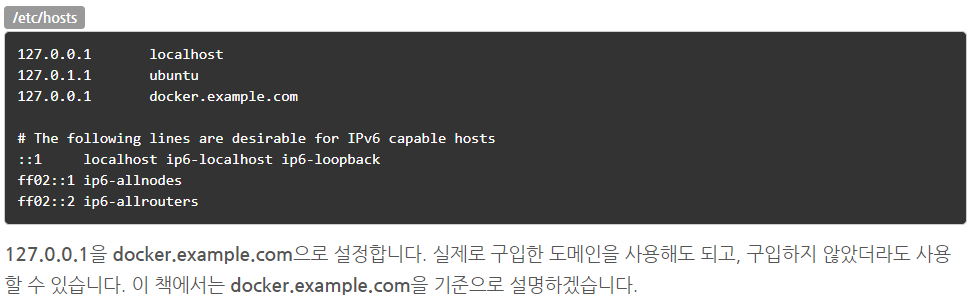 /etc/hosts
127.0.0.1       localhost
127.0.1.1       ubuntu
127.0.0.1       docker.example.com
# The following lines are desirable for IPv6 capable hosts
::1     localhost ip6-localhost ip6-loopback
ff02::1 ip6-allnodes
ff02::2 ip6-allrouters
127.0.0.1을 docker.example.com으로 설정합니다. 실제로 구입한 도메인을 사용해도 되고, 구입하지 않았더라도 사용
할 수 있습니다. 이 책에서는 docker.example.com을 기준으로 설명하겠습니다.